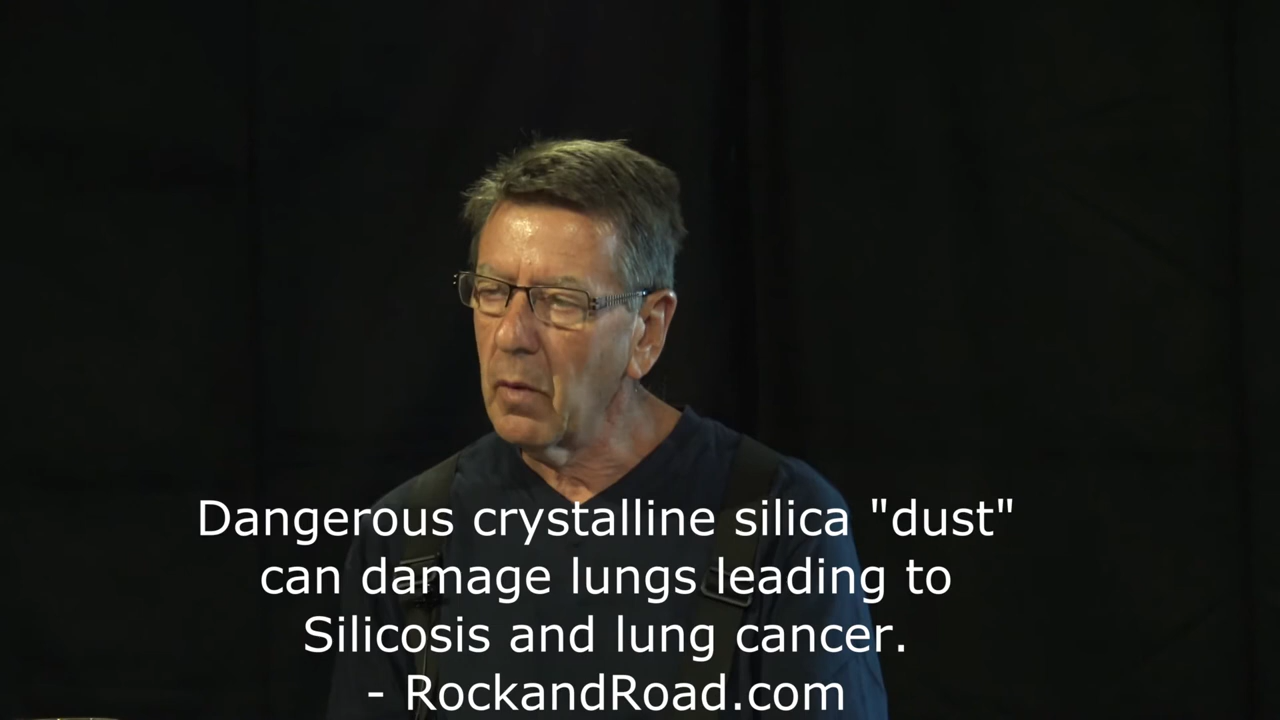 Dangerous crystalline silica "dust"
can damage lungs leading to
Silicosis and lung cancer.
- RockandRoad.com